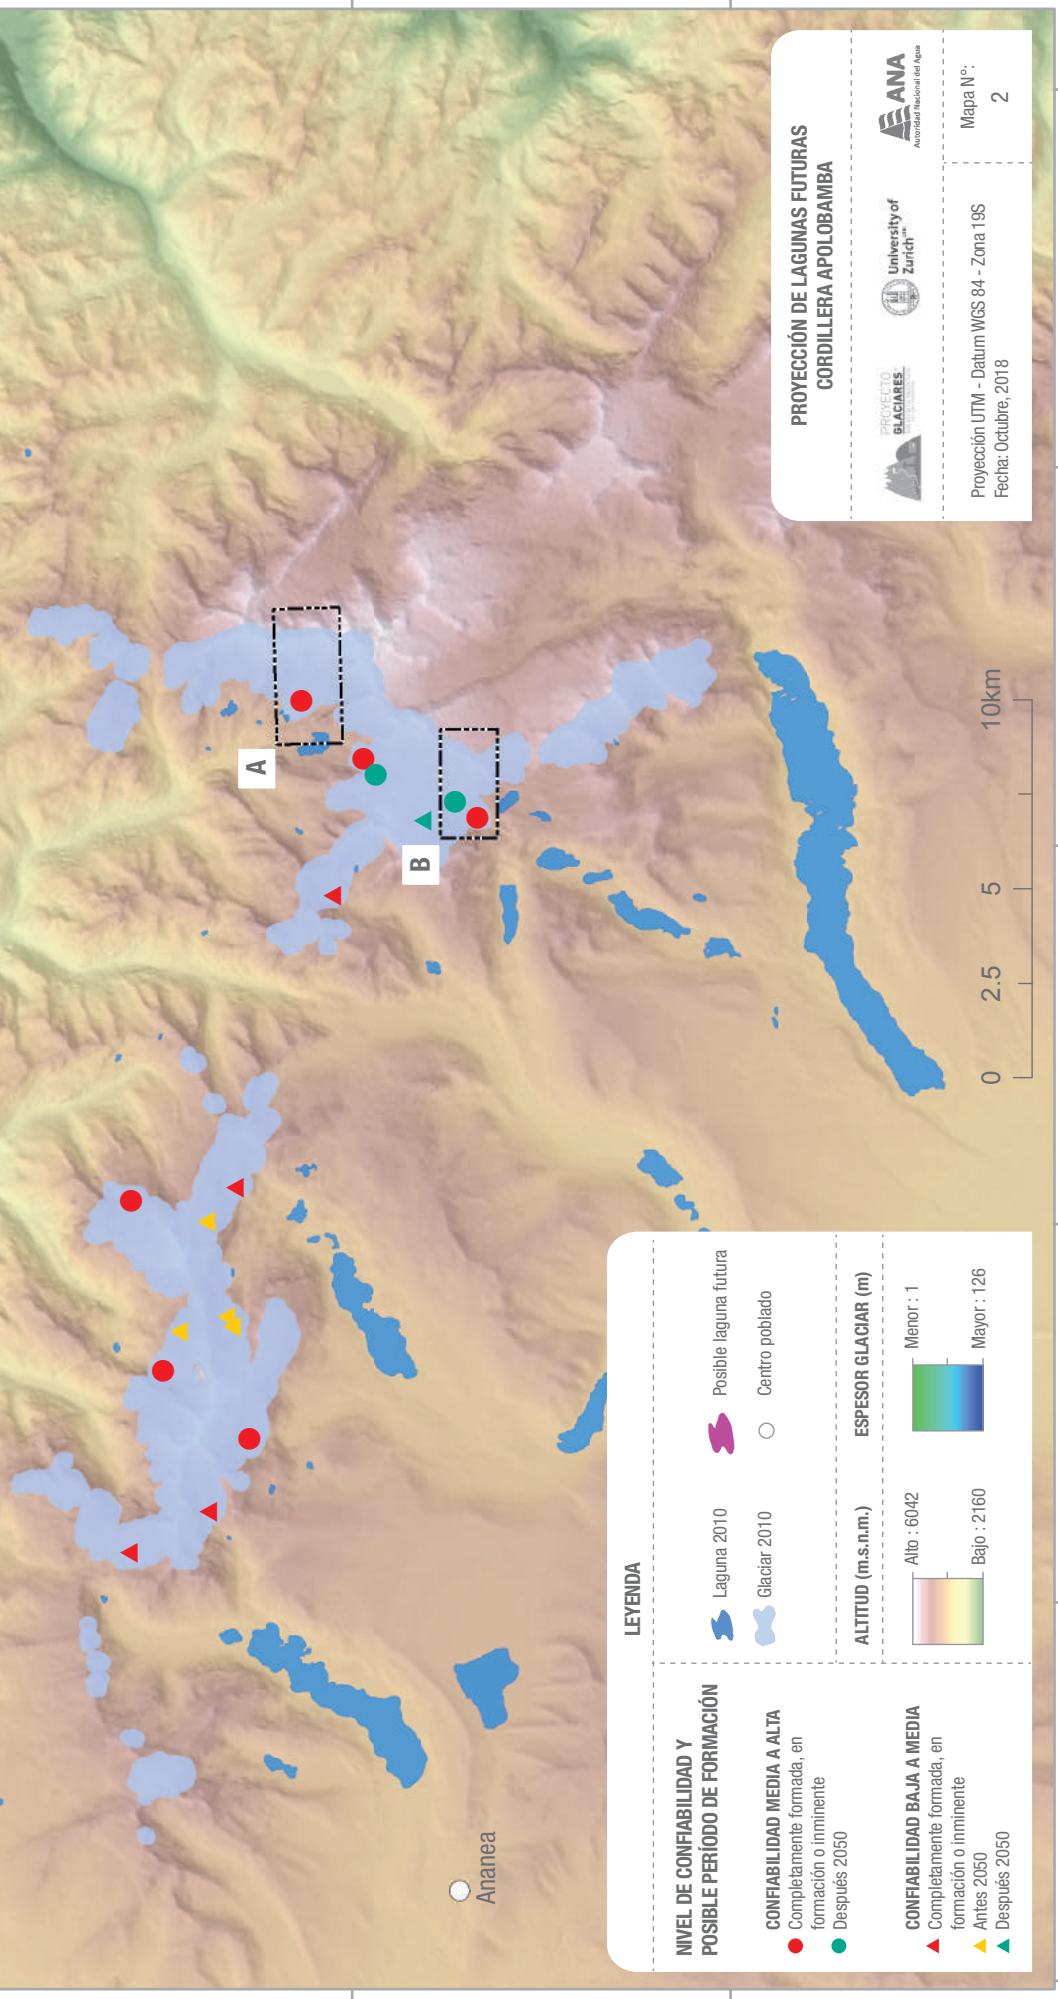 A
B
Ananea
LEYENDA
NIVEL DE CONFIABILIDAD Y
POSIBLE PERÍODO DE FORMACIÓN
CONFIABILIDAD MEDIA A ALTA
Completamente formada, en
formación o inminente
Después 2050
CONFIABILIDAD BAJA A MEDIA
Completamente formada, en
formación o inminente
Antes 2050
Después 2050
Laguna 2010
Posible laguna futura
Glaciar 2010
Centro poblado
ALTITUD (m.s.n.m.)
Alto : 6042
Bajo : 2160
ESPESOR GLACIAR (m)
Menor : 1
Mayor : 126
0 2.5 5 10km
PROYECCIÓN DE LAGUNAS FUTURAS
CORDILLERA APOLOBAMBA
PROYECTO
GLACIARES
University of
Zurich
ANA
Autoridad Nacional del Agua
Proyección UTM - Datum WGS 84 - Zona 19S
Fecha: Octubre, 2018
Mapa N°:
2